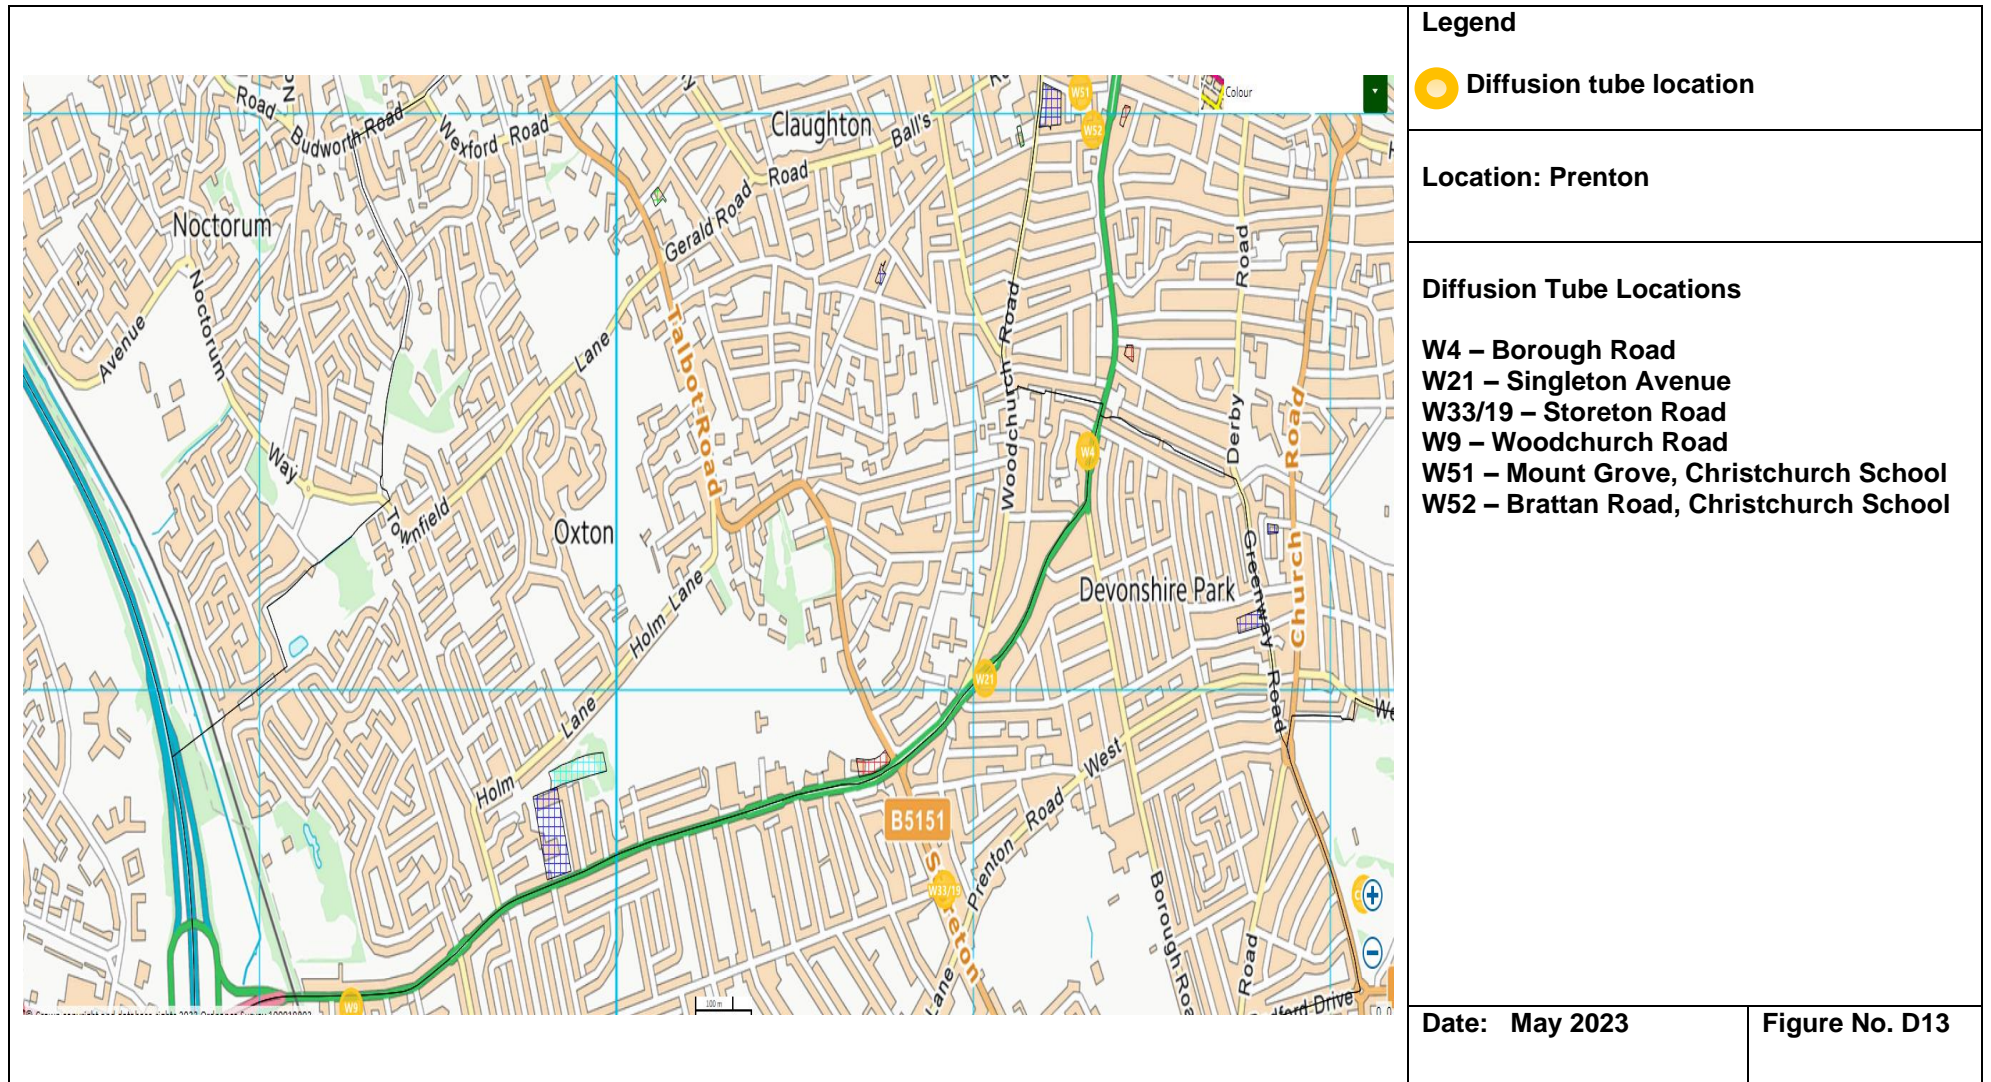 Legend
Diffusion tube location
Location: Prenton
Diffusion Tube Locations
W4 – Borough Road
W21 – Singleton Avenue
W33/19 – Storeton Road
W9 – Woodchurch Road
W51 – Mount Grove, Christchurch School
W52 – Brattan Road, Christchurch School
Date: May 2023
Figure No. D13
Colour
W51
W52
Road
Budworth Road
Wexford Road
Claughton
Ball's
Road
Gerald Road
Noctorum
Noctorum
Avenue
Way
Townfield
Lane
Talbot Road
Woodchurch Road
Road
Derby
Church Road
W4
Oxton
Holm Lane
Devonshire Park
Greenway Road
W21
Lane
Holm
B5151
Prenton
Road
West
W33/19
Lane
Borough Roa
Road
W9
100 m